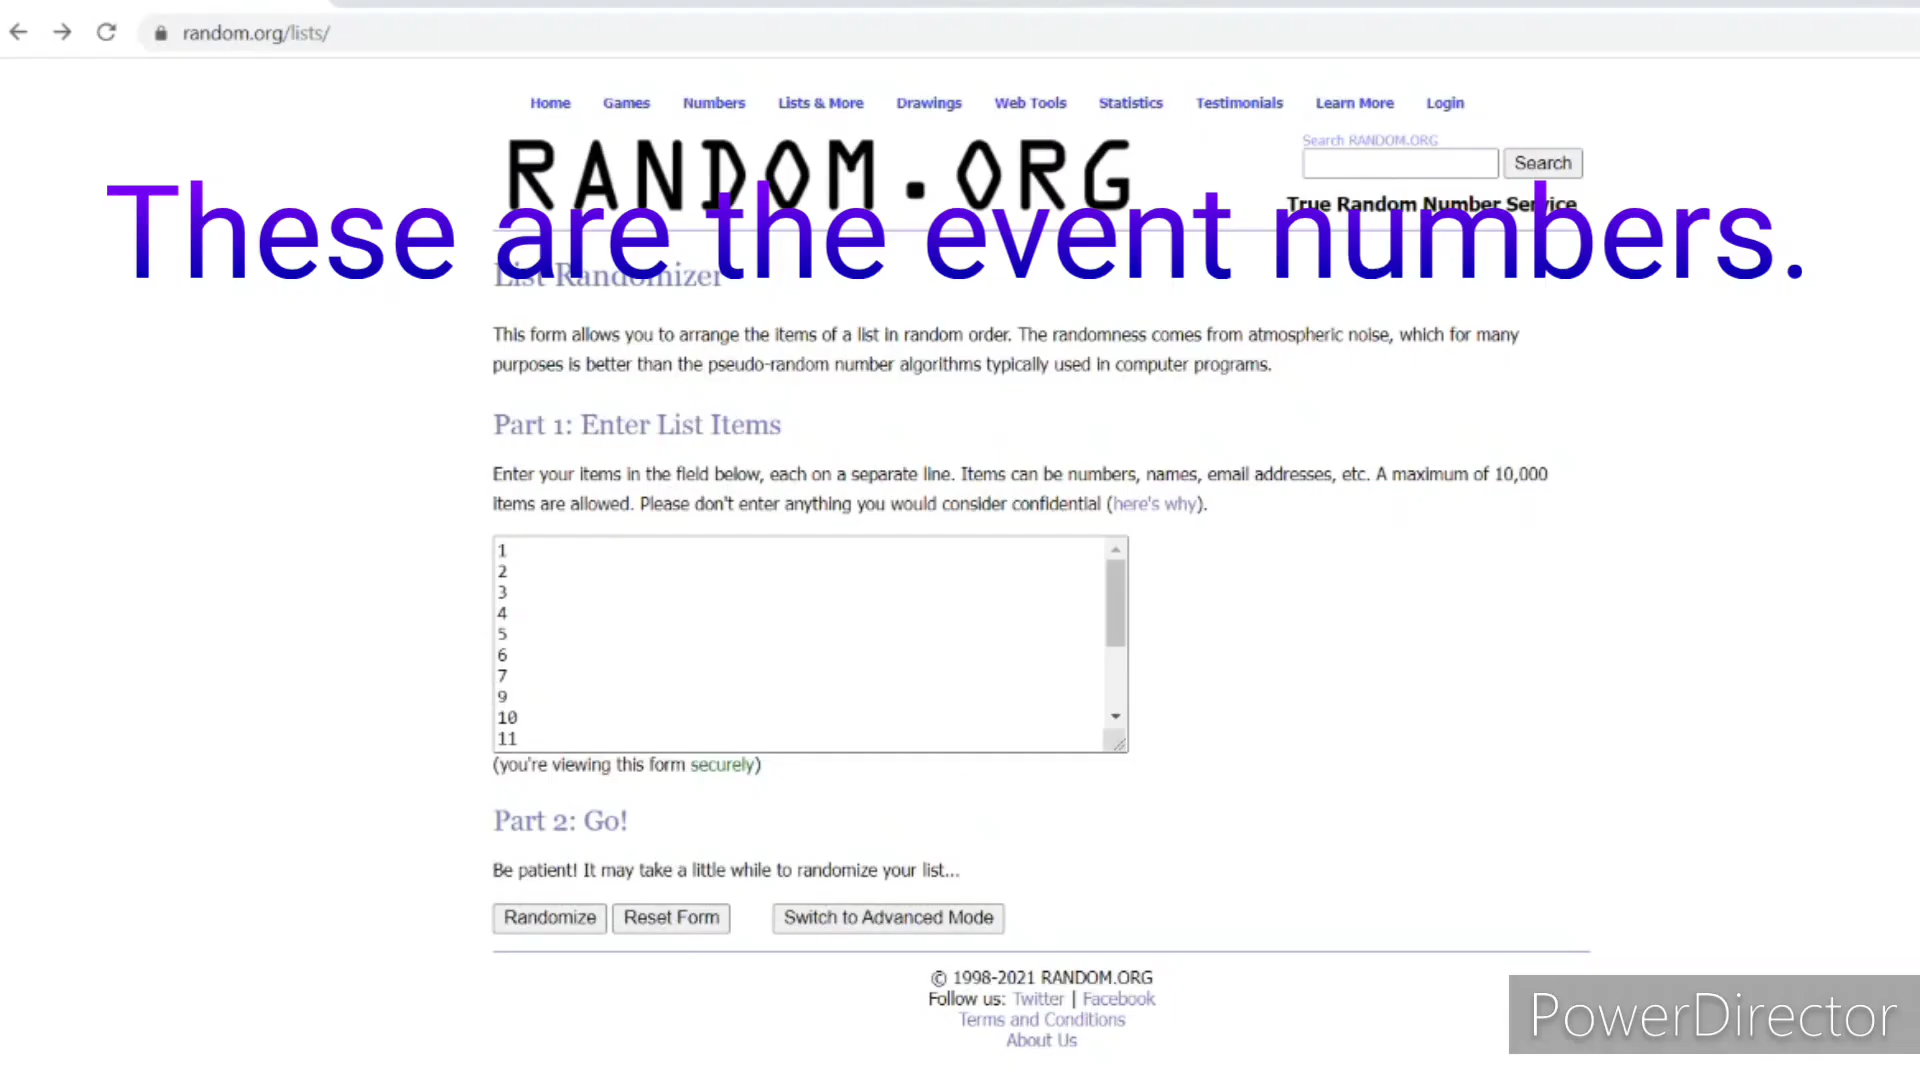 random.org/lists/
Home Games Numbers Lists & More Drawings Web Tools Statistics Testimonials Learn More Login
RANDOM.ORG
Search RANDOM.ORG
Search
True Random Number Service
These are the event numbers.
List Randomizer
This form allows you to arrange the items of a list in random order. The randomness comes from atmospheric noise, which for many
purposes is better than the pseudo-random number algorithms typically used in computer programs.
Part 1: Enter List Items
Enter your items in the field below, each on a separate line. Items can be numbers, names, email addresses, etc. A maximum of 10,000
items are allowed. Please don't enter anything you would consider confidential (here's why).
1
2
3
4
5
6
7
9
10
11
(you're viewing this form securely)
Part 2: Go!
Be patient! It may take a little while to randomize your list...
Randomize Reset Form Switch to Advanced Mode
© 1998-2021 RANDOM.ORG
Follow us: Twitter | Facebook
Terms and Conditions
About Us
PowerDirector